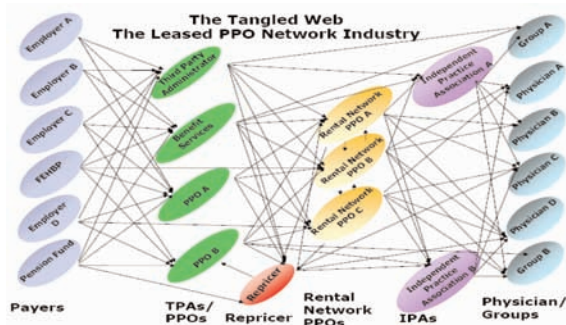 The Tangled Web
The Leased PPO Network Industry
Employer A
Employer B
Employer C
FEHBP
Employer
D
Pension Fund
Payers
Third Party
Administrator
Benefit
Services
PPO A
PPO B
TPAs/
PPOs
Repricer
Repricer
Rental Network
PPO A
Rental Network
PPO B
Rental Network
PPO C
Rental
Network
PPOs
Independent
Practice
Association A
Independent
Practice
Association B
IPAs
Group A
Physician A
Physician B
Physician C
Physician D
Group B
Physician/
Groups